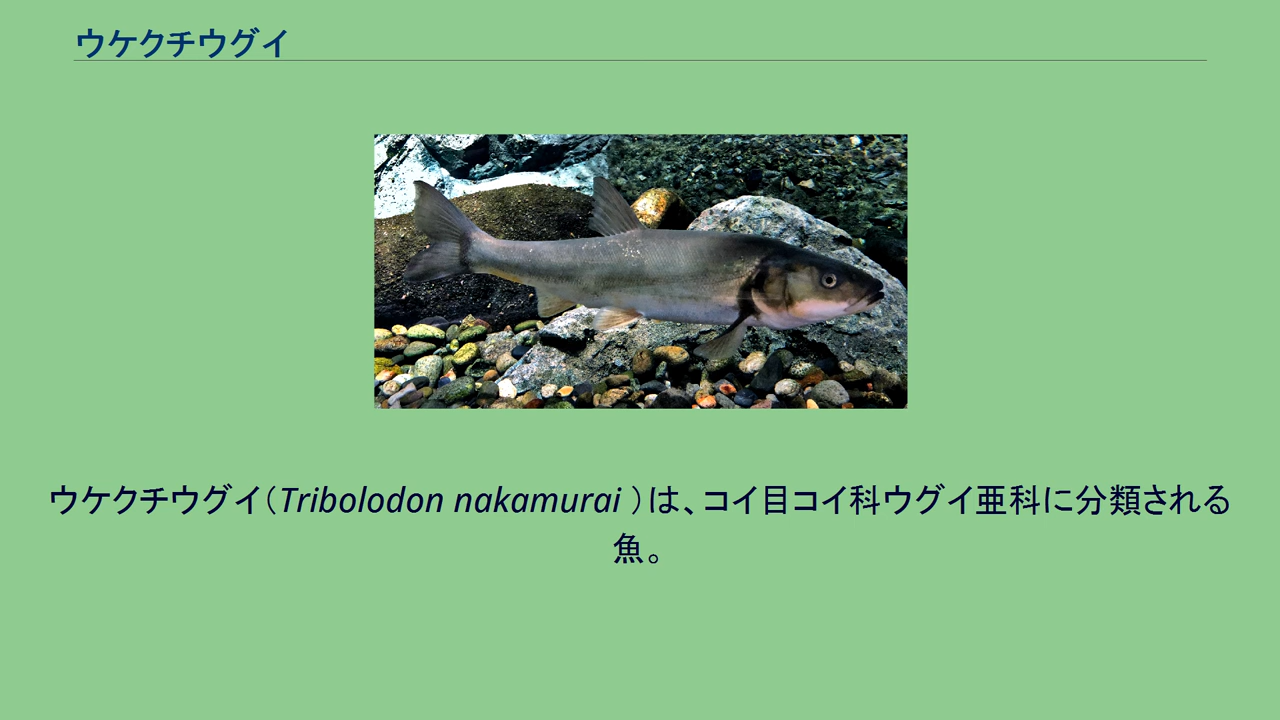 ウケクチウグイ
ウケクチウグイ（Tribolodon nakamurai ）は、コイ目コイ科ウグイ亜科に分類される
魚。